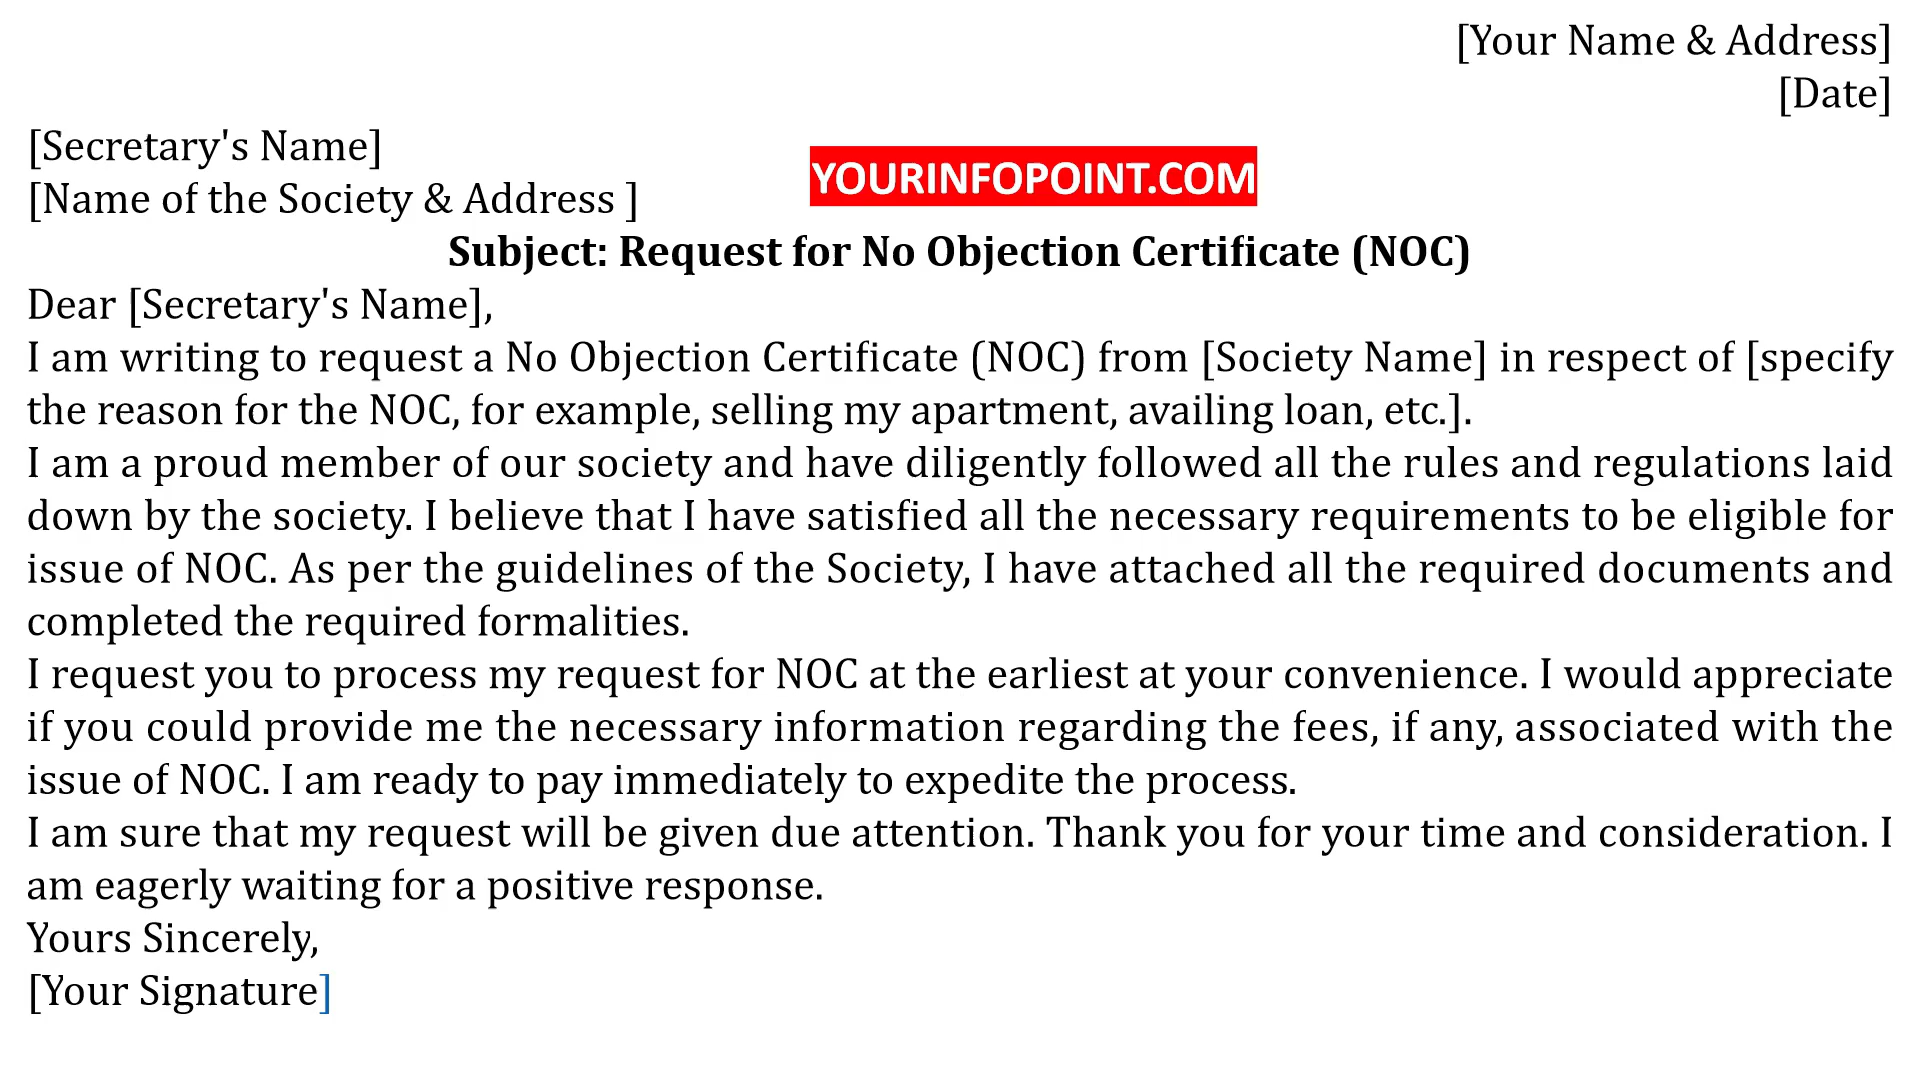 [Your Name & Address]
[Date]
[Secretary's Name]
[Name of the Society & Address ]
YOURINFOPOINT.COM
Subject: Request for No Objection Certificate (NOC)
Dear [Secretary's Name],
I am writing to request a No Objection Certificate (NOC) from [Society Name] in respect of [specify
the reason for the NOC, for example, selling my apartment, availing loan, etc.].
I am a proud member of our society and have diligently followed all the rules and regulations laid
down by the society. I believe that I have satisfied all the necessary requirements to be eligible for
issue of NOC. As per the guidelines of the Society, I have attached all the required documents and
completed the required formalities.
I request you to process my request for NOC at the earliest at your convenience. I would appreciate
if you could provide me the necessary information regarding the fees, if any, associated with the
issue of NOC. I am ready to pay immediately to expedite the process.
I am sure that my request will be given due attention. Thank you for your time and consideration. I
am eagerly waiting for a positive response.
Yours Sincerely,
[Your Signature]